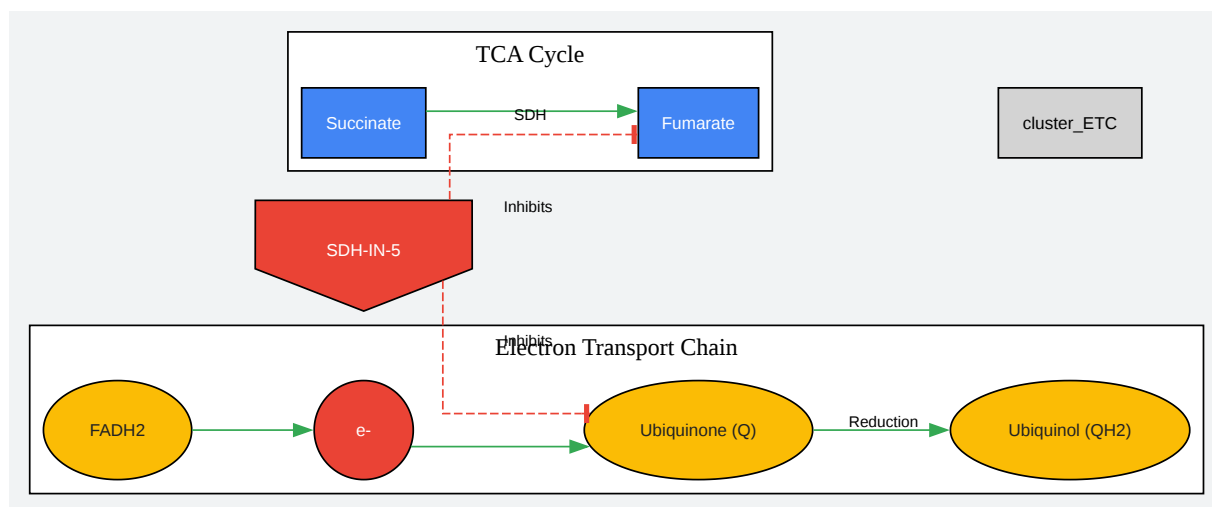 TCA Cycle
Succinate
SDH
Fumarate
cluster_ETC
Inhibits
SDH-IN-5
Inhibits
Electron Transport Chain
FADH2
e-
Ubiquinone (Q)
Reduction
Ubiquinol (QH2)